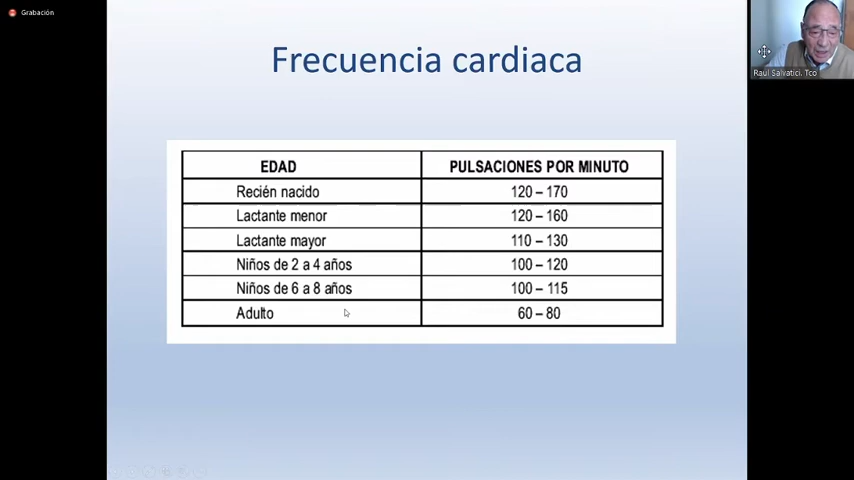 Grabación
Frecuencia cardiaca
EDAD PULSACIONES POR MINUTO
Recién nacido 120 – 170
Lactante menor 120 – 160
Lactante mayor 110 – 130
Niños de 2 a 4 años 100 – 120
Niños de 6 a 8 años 100 – 115
Adulto 60 – 80
Raul Salvatici. Tco